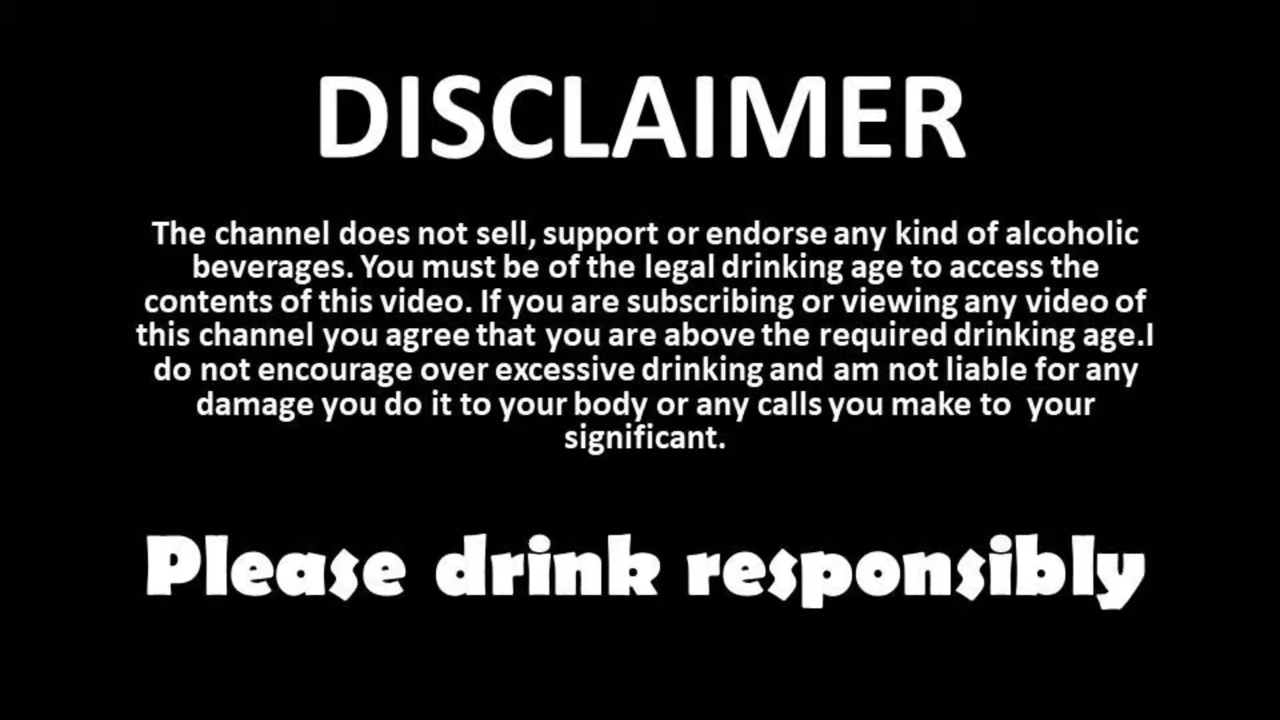 DISCLAIMER
The channel does not sell, support or endorse any kind of alcoholic
beverages. You must be of the legal drinking age to access the
contents of this video. If you are subscribing or viewing any video of
this channel you agree that you are above the required drinking age.I
do not encourage over excessive drinking and am not liable for any
damage you do it to your body or any calls you make to  your
significant.
Please drink responsibly